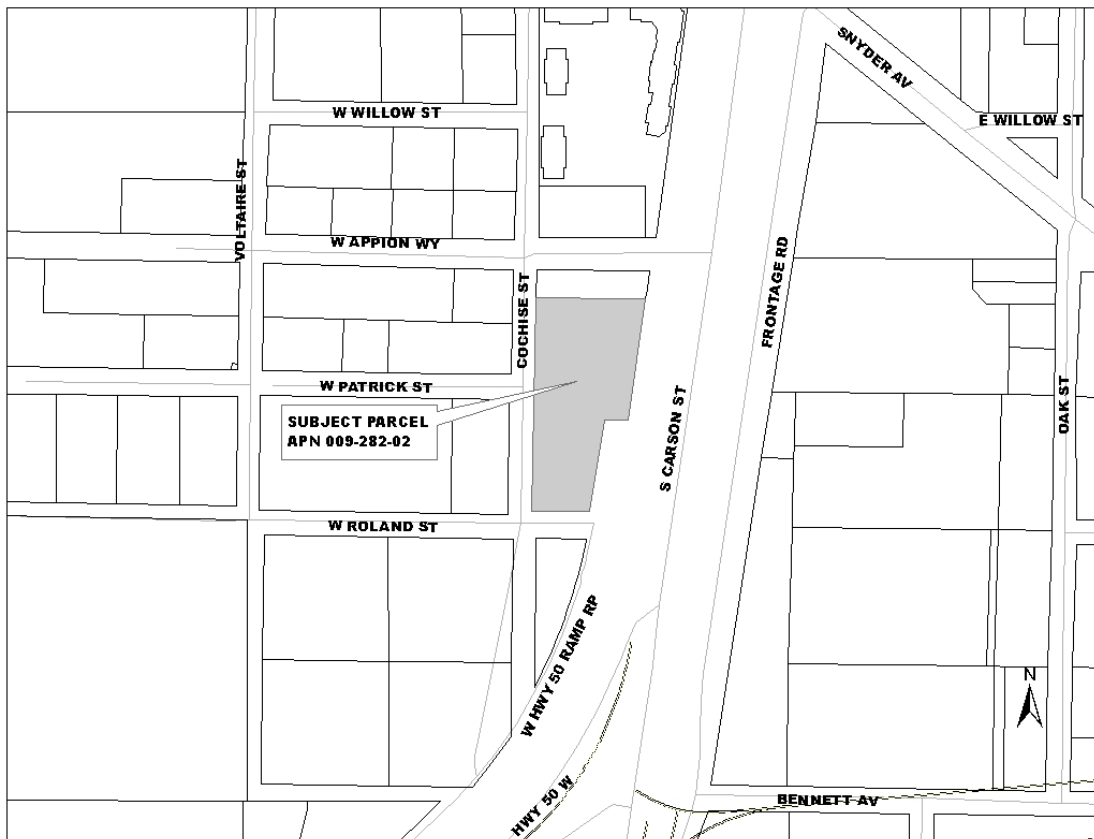 SNYDER AV
W WILLOW ST
E WILLOW ST
VOLTAIRE ST
W APPION WY
FRONTAGE RD
COCHISE ST
W PATRICK ST
SUBJECT PARCEL
APN 009-282-02
S CARSON ST
OAK ST
W ROLAND ST
W HWY 50 RAMP RP
N
HWY 50 W
BENNETT AV